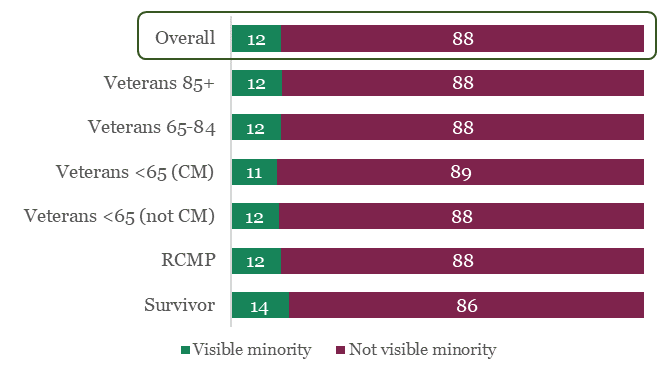 Overall 12 88
Veterans 85+ 12 88
Veterans 65-84 12 88
Veterans <65 (CM) 11 89
Veterans <65 (not CM) 12 88
RCMP 12 88
Survivor 14 86
Visible minority Not visible minority